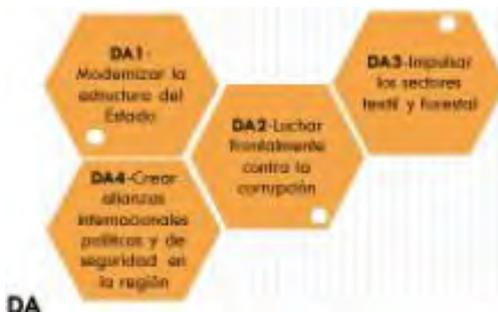 DA1-
Modernizar la
estructura del
Estado
DA2-Luchar
frontalmente
contra la
corrupción
DA3-Impulsar
los sectores
textil y forestal
DA4-Crear
alianzas
internacionales
políticas y de
seguridad en
la región
DA